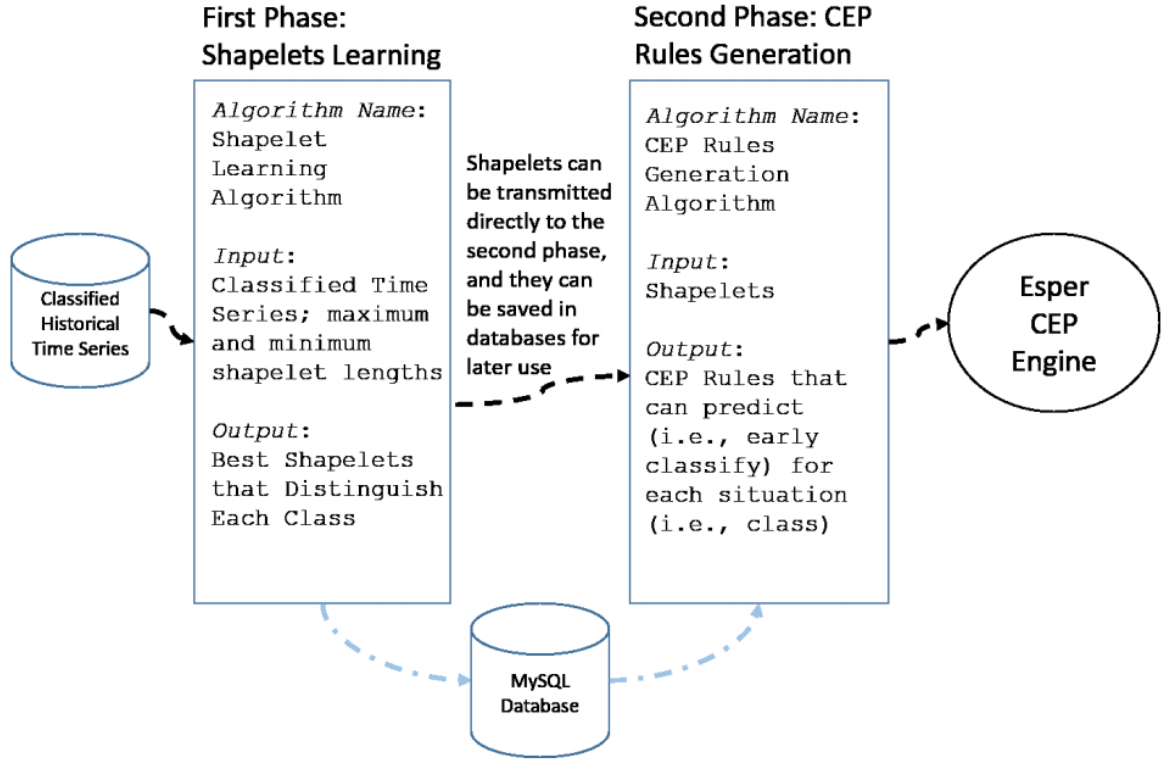 First Phase:
Shapelets Learning
Second Phase: CEP
Rules Generation
Classified
Historical
Time Series
Algorithm Name:
Shapelet
Learning
Algorithm
Input:
Classified Time
Series; maximum
and minimum
shapelet lengths
Output:
Best Shapelets
that Distinguish
Each Class
Shapelets can
be transmitted
directly to the
second phase,
and they can
be saved in
databases for
later use
Algorithm Name:
CEP Rules
Generation
Algorithm
Input:
Shapelets
Output:
CEP Rules that
can predict
(i.e., early
classify) for
each situation
(i.e., class)
Esper
CEP
Engine
MySQL
Database